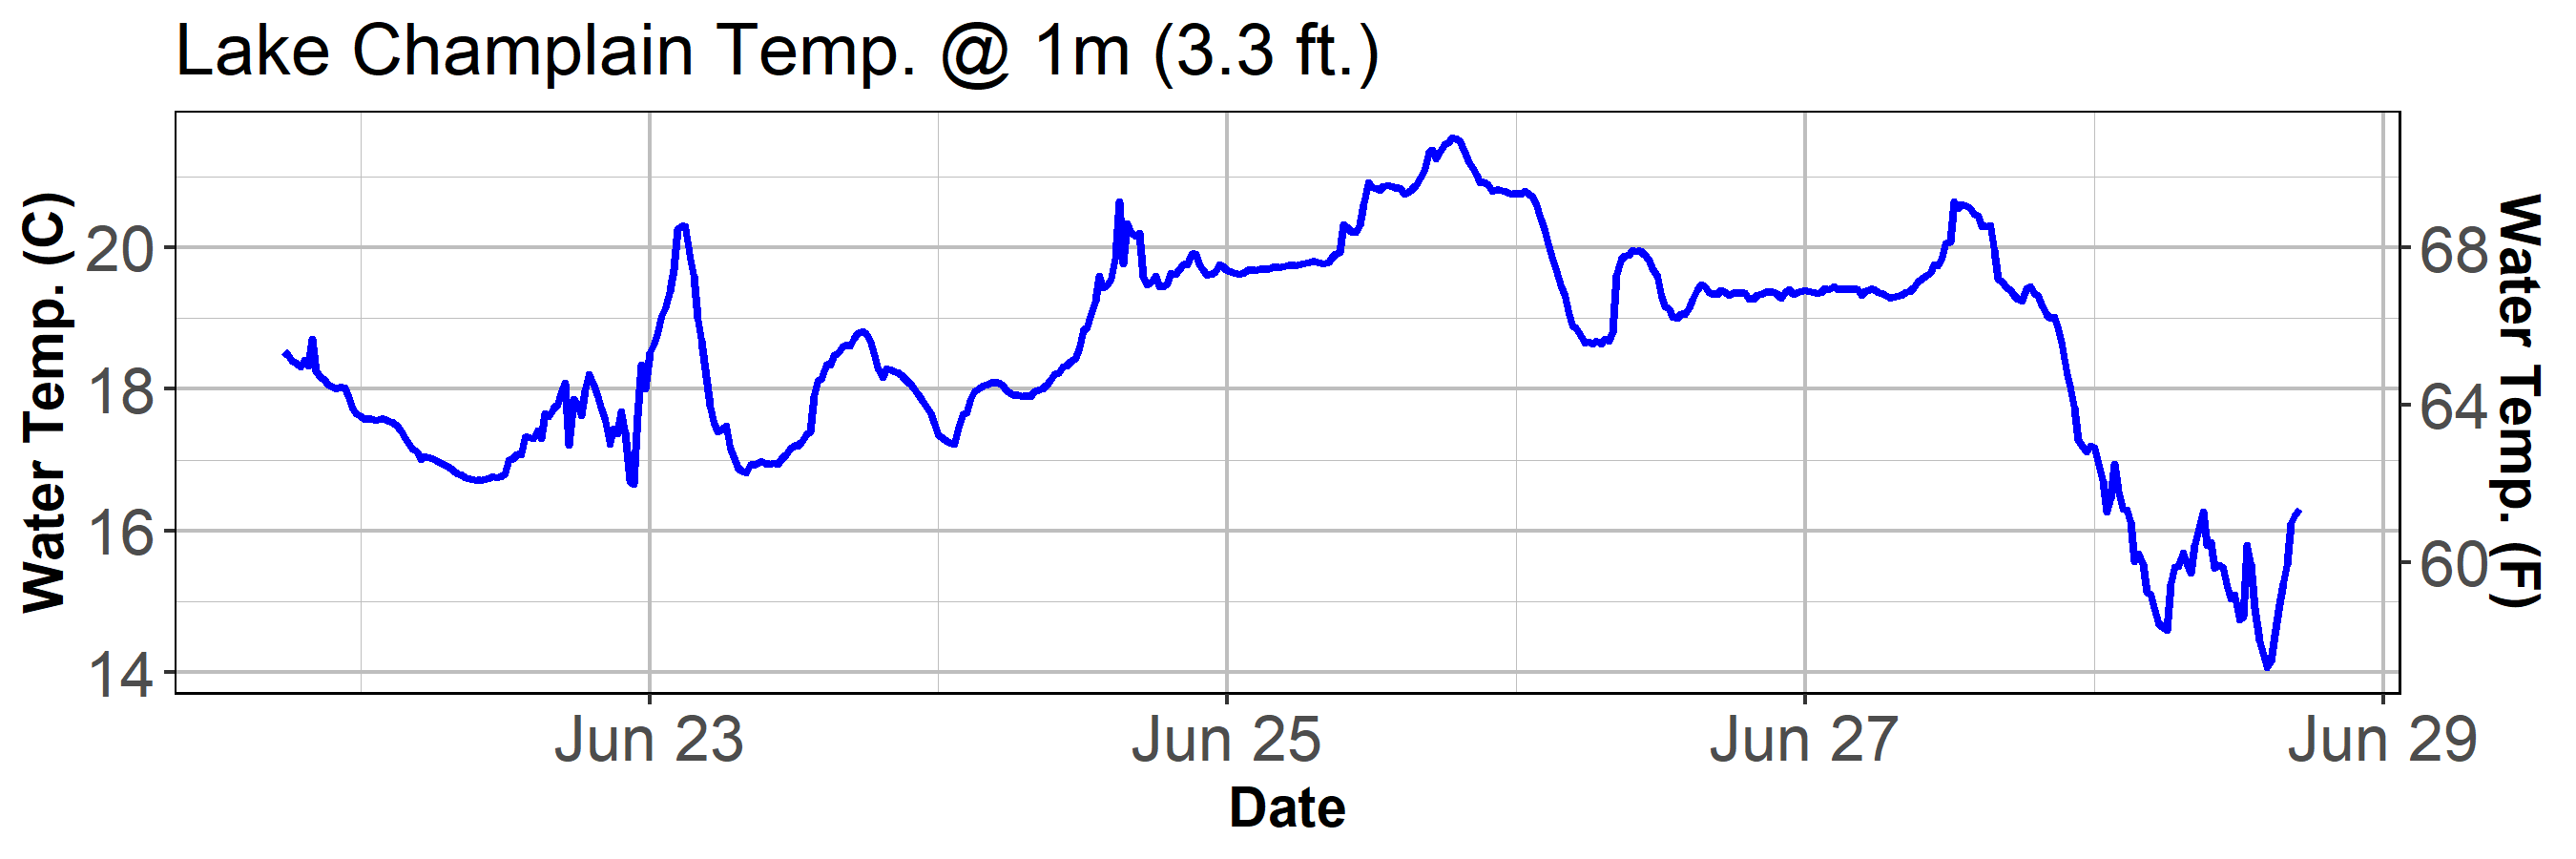 Lake Champlain Temp. @ 1m (3.3 ft.)
Water Temp. (C)
20
18
16
14
68
64
60
Water Temp. (F)
Jun 23
Jun 25
Jun 27
Jun 29
Date